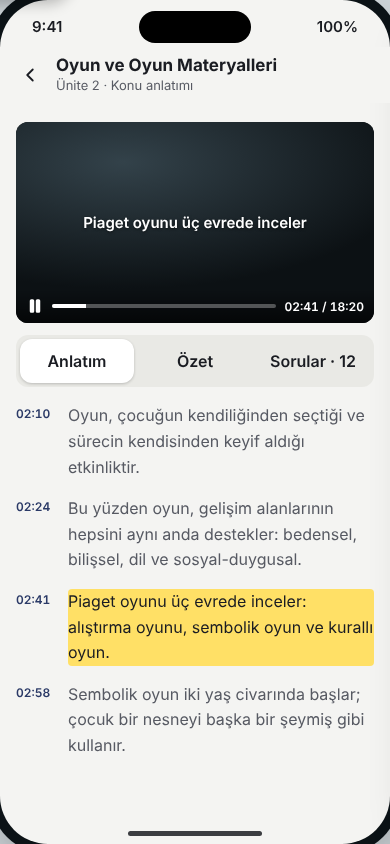 9:41
100%
Oyun ve Oyun Materyalleri
Ünite 2 · Konu anlatımı
Piaget oyunu üç evrede inceler
02:41 / 18:20
Anlatım
Özet
Sorular · 12
02:10
Oyun, çocuğun kendiliğinden seçtiği ve
sürecin kendisinden keyif aldığı
etkinliktir.
02:24
Bu yüzden oyun, gelişim alanlarının
hepsini aynı anda destekler: bedensel,
bilişsel, dil ve sosyal-duygusal.
02:41
Piaget oyunu üç evrede inceler:
alıştırma oyunu, sembolik oyun ve kurallı
oyun.
02:58
Sembolik oyun iki yaş civarında başlar;
çocuk bir nesneyi başka bir şeymiş gibi
kullanır.